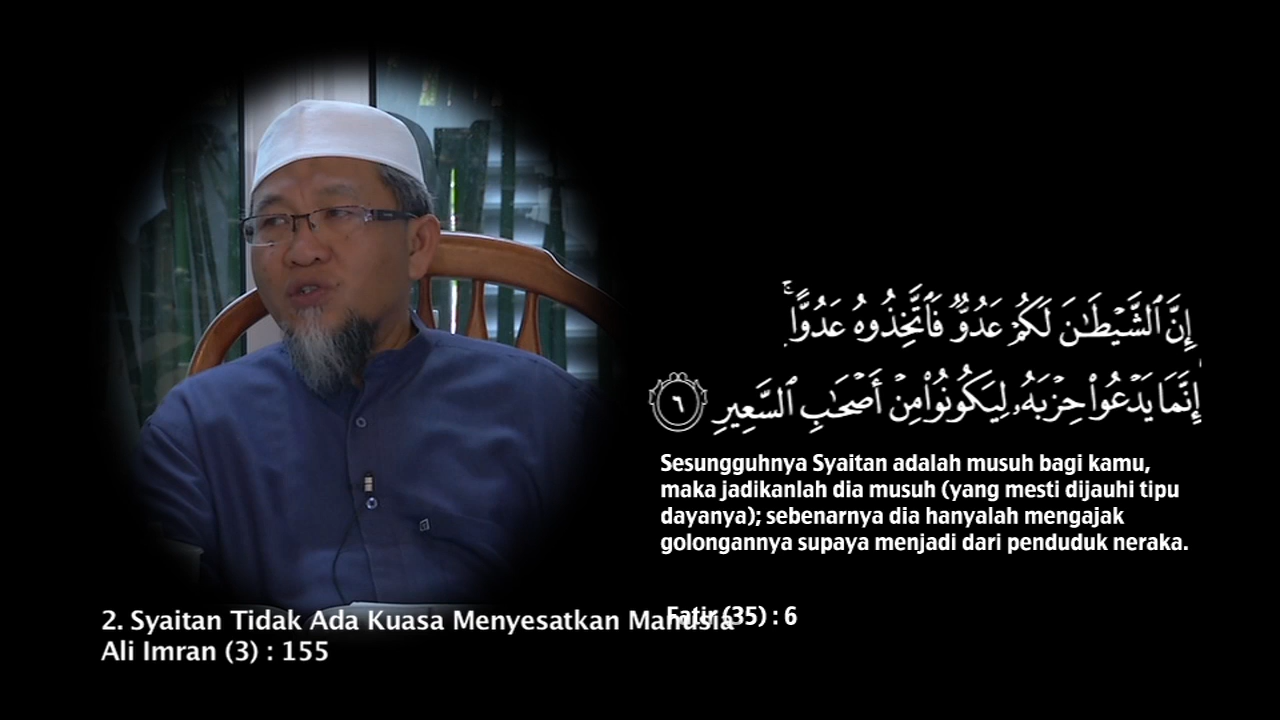 إِنَّ ٱلشَّيْطَٰنَ لَكُمْ عَدُوٌّ فَٱتَّخِذُوهُ عَدُوًّا ۚ
إِنَّمَا يَدْعُوا۟ حِزْبَهُۥ لِيَكُونُوا۟ مِنْ أَصْحَٰبِ ٱلسَّعِيرِ ٦
Sesungguhnya Syaitan adalah musuh bagi kamu,
maka jadikanlah dia musuh (yang mesti dijauhi tipu
dayanya); sebenarnya dia hanyalah mengajak
golongannya supaya menjadi dari penduduk neraka.
Fatir (35) : 6
2. Syaitan Tidak Ada Kuasa Menyesatkan Manusia
Ali Imran (3) : 155